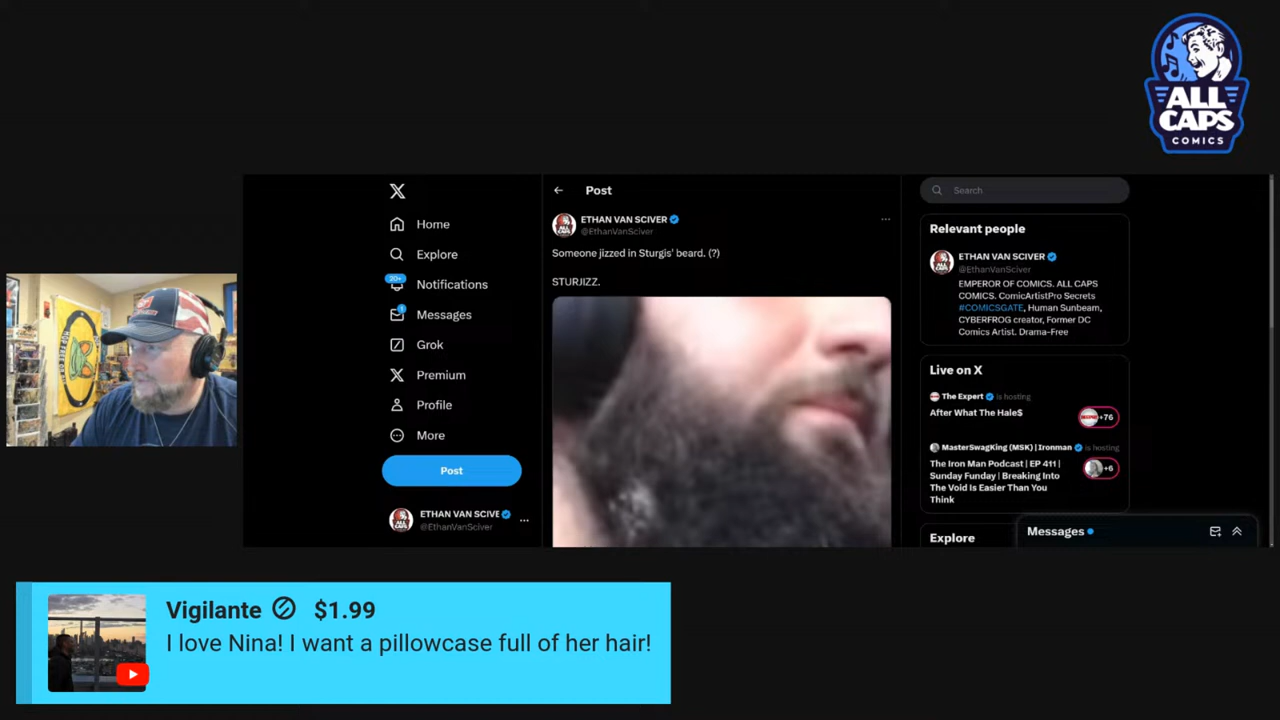 ALL
CAPS
COMICS
Home
Explore
20+
Notifications
1
Messages
Grok
Premium
Profile
More
Post
ETHAN VAN SCIVE
@EthanVanSciver
Post
ETHAN VAN SCIVER
@EthanVanSciver
Someone jizzed in Sturgis' beard. (?)
STURJIZZ.
Search
Relevant people
ETHAN VAN SCIVER
@EthanVanSciver
EMPEROR OF COMICS. ALL CAPS
COMICS. ComicArtistPro Secrets
#COMICSGATE, Human Sunbeam,
CYBERFROG creator, Former DC
Comics Artist. Drama-Free
Live on X
The Expert is hosting
After What The Hale$
+76
MasterSwagKing (MSK) | Ironman is hosting
The Iron Man Podcast | EP 411 |
Sunday Funday | Breaking Into
The Void Is Easier Than You
Think
+6
Explore
Messages
Vigilante $1.99
I love Nina! I want a pillowcase full of her hair!